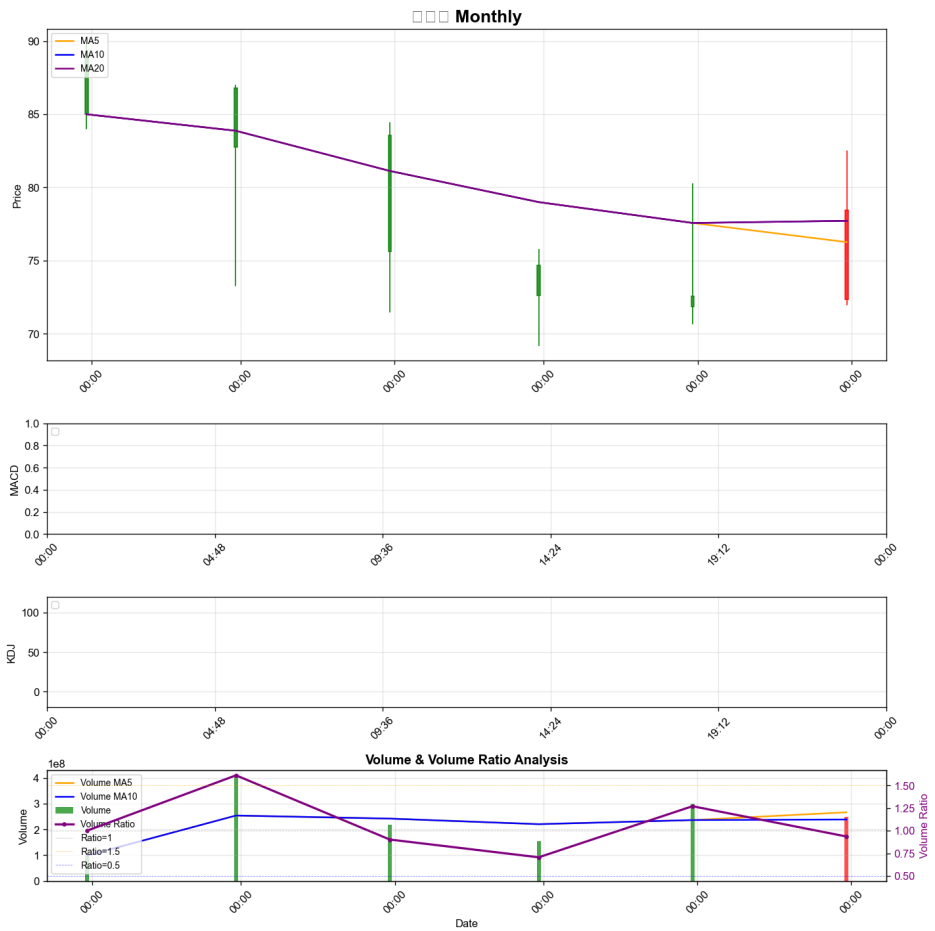 Monthly
MA5
MA10
MA20
90
85
80
75
70
Price
00:00 00:00 00:00 00:00 00:00 00:00
1.0
0.8
0.6
0.4
0.2
0.0
MACD
00:00 04:48 09:36 14:24 19:12 00:00
100
50
0
KDJ
00:00 04:48 09:36 14:24 19:12 00:00
Volume & Volume Ratio Analysis
1e8
Volume MA5
Volume MA10
Volume
Volume Ratio
Ratio=1
Ratio=1.5
Ratio=0.5
4
3
2
1
0
Volume
1.50
1.25
1.00
0.75
0.50
Volume Ratio
00:00 00:00 00:00 00:00 00:00 00:00
Date